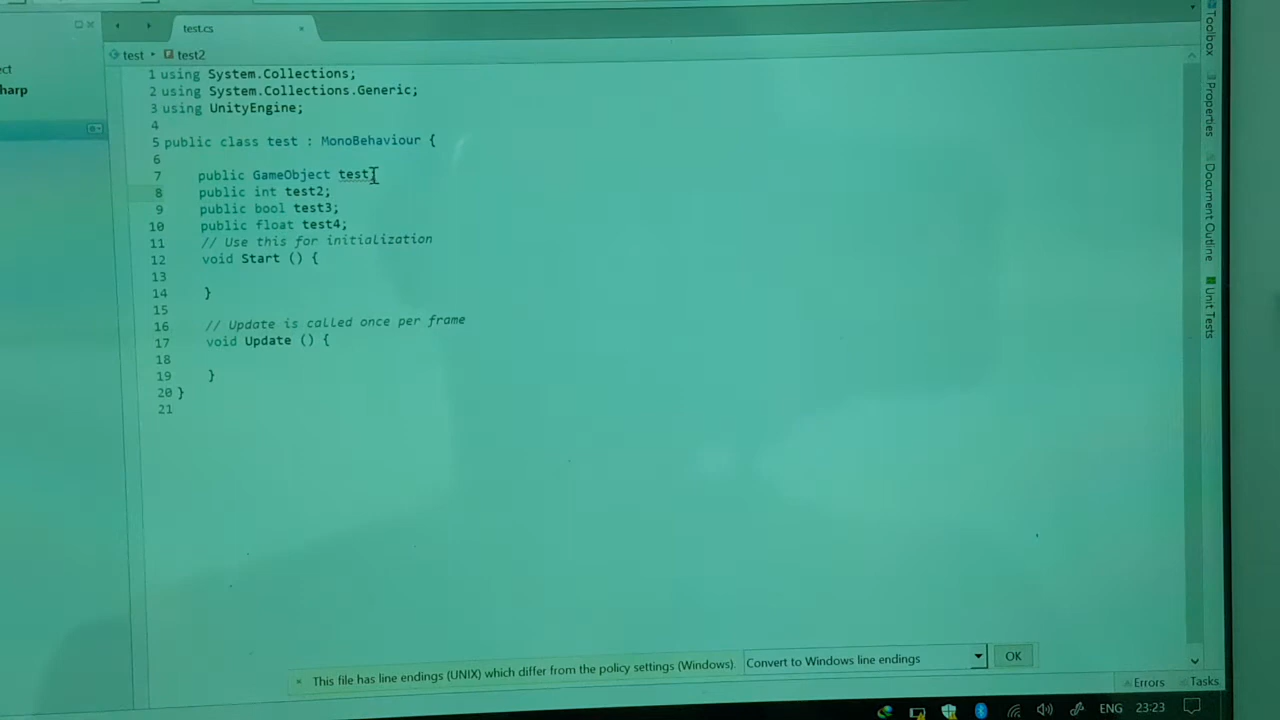 ct
harp
test.cs
test ▸ test2
1 using System.Collections;
2 using System.Collections.Generic;
3 using UnityEngine;
4
5 public class test : MonoBehaviour {
6
7 public GameObject test
8 public int test2;
9 public bool test3;
10 public float test4;
11 // Use this for initialization
12 void Start () {
13
14 }
15
16 // Update is called once per frame
17 void Update () {
18
19 }
20 }
21
Toolbox
Properties
Document Outline
Unit Tests
× This file has line endings (UNIX) which differ from the policy settings (Windows). Convert to Windows line endings OK
Errors Tasks
ENG 23:23